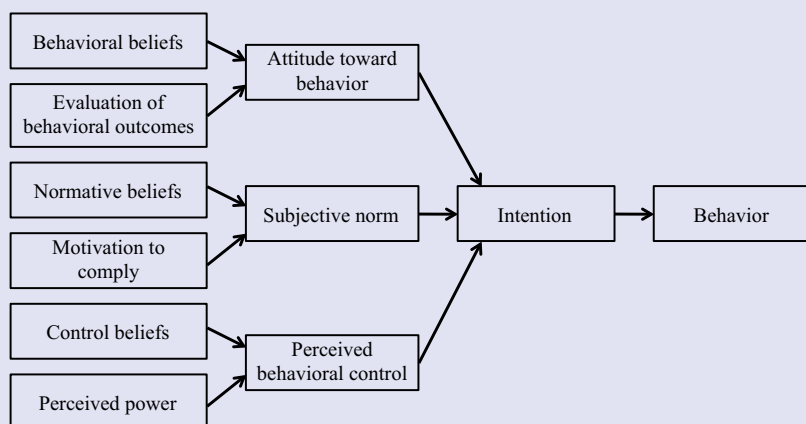 Behavioral beliefs
Evaluation of
behavioral outcomes
Attitude toward
behavior
Normative beliefs
Motivation to
comply
Subjective norm
Intention
Behavior
Control beliefs
Perceived power
Perceived
behavioral control